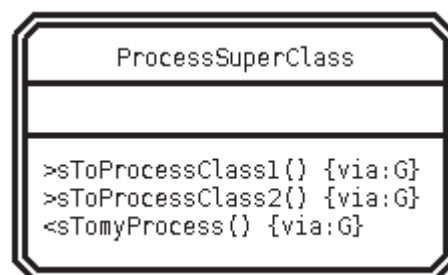 ProcessSuperClass
>sToProcessClass1() {via:G}
>sToProcessClass2() {via:G}
<sTomyProcess() {via:G}